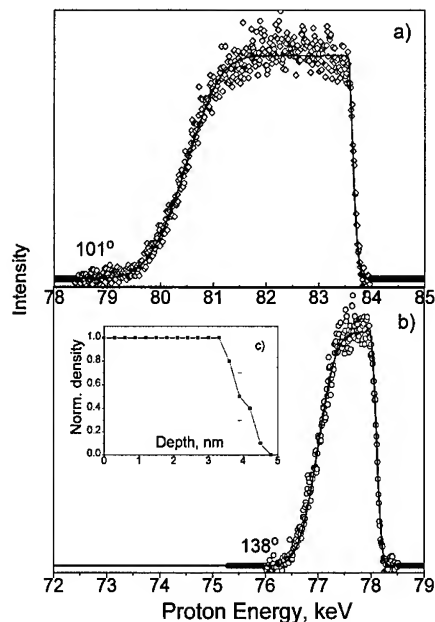 a)
101°
78 79 80 81 82 83 84 85
Intensity
b)
c)
Norm. density
1.0
0.8
0.6
0.4
0.2
0.0
0 1 2 3 4 5
Depth, nm
138°
72 73 74 75 76 77 78 79
Proton Energy, keV